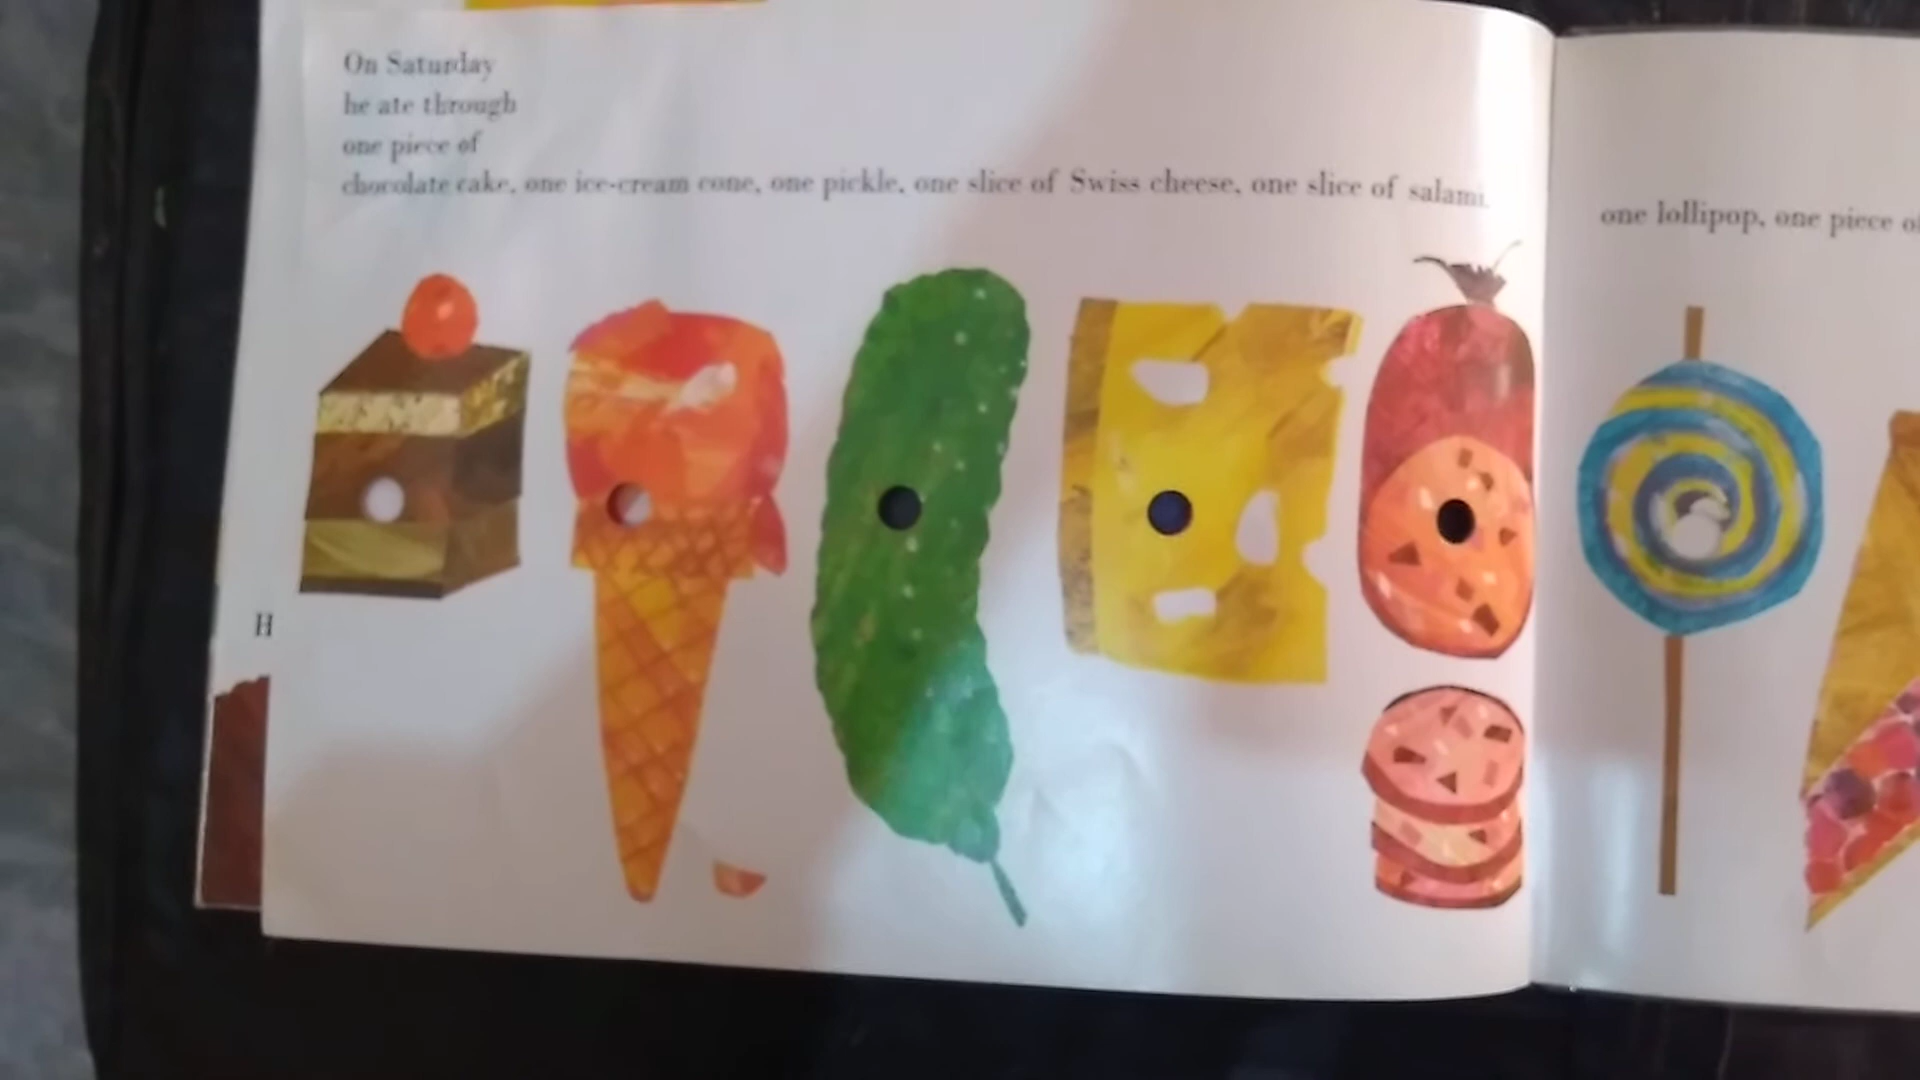 On Saturday
he ate through
one piece of
chocolate cake, one ice-cream cone, one pickle, one slice of Swiss cheese, one slice of salami,
one lollipop, one piece of
H